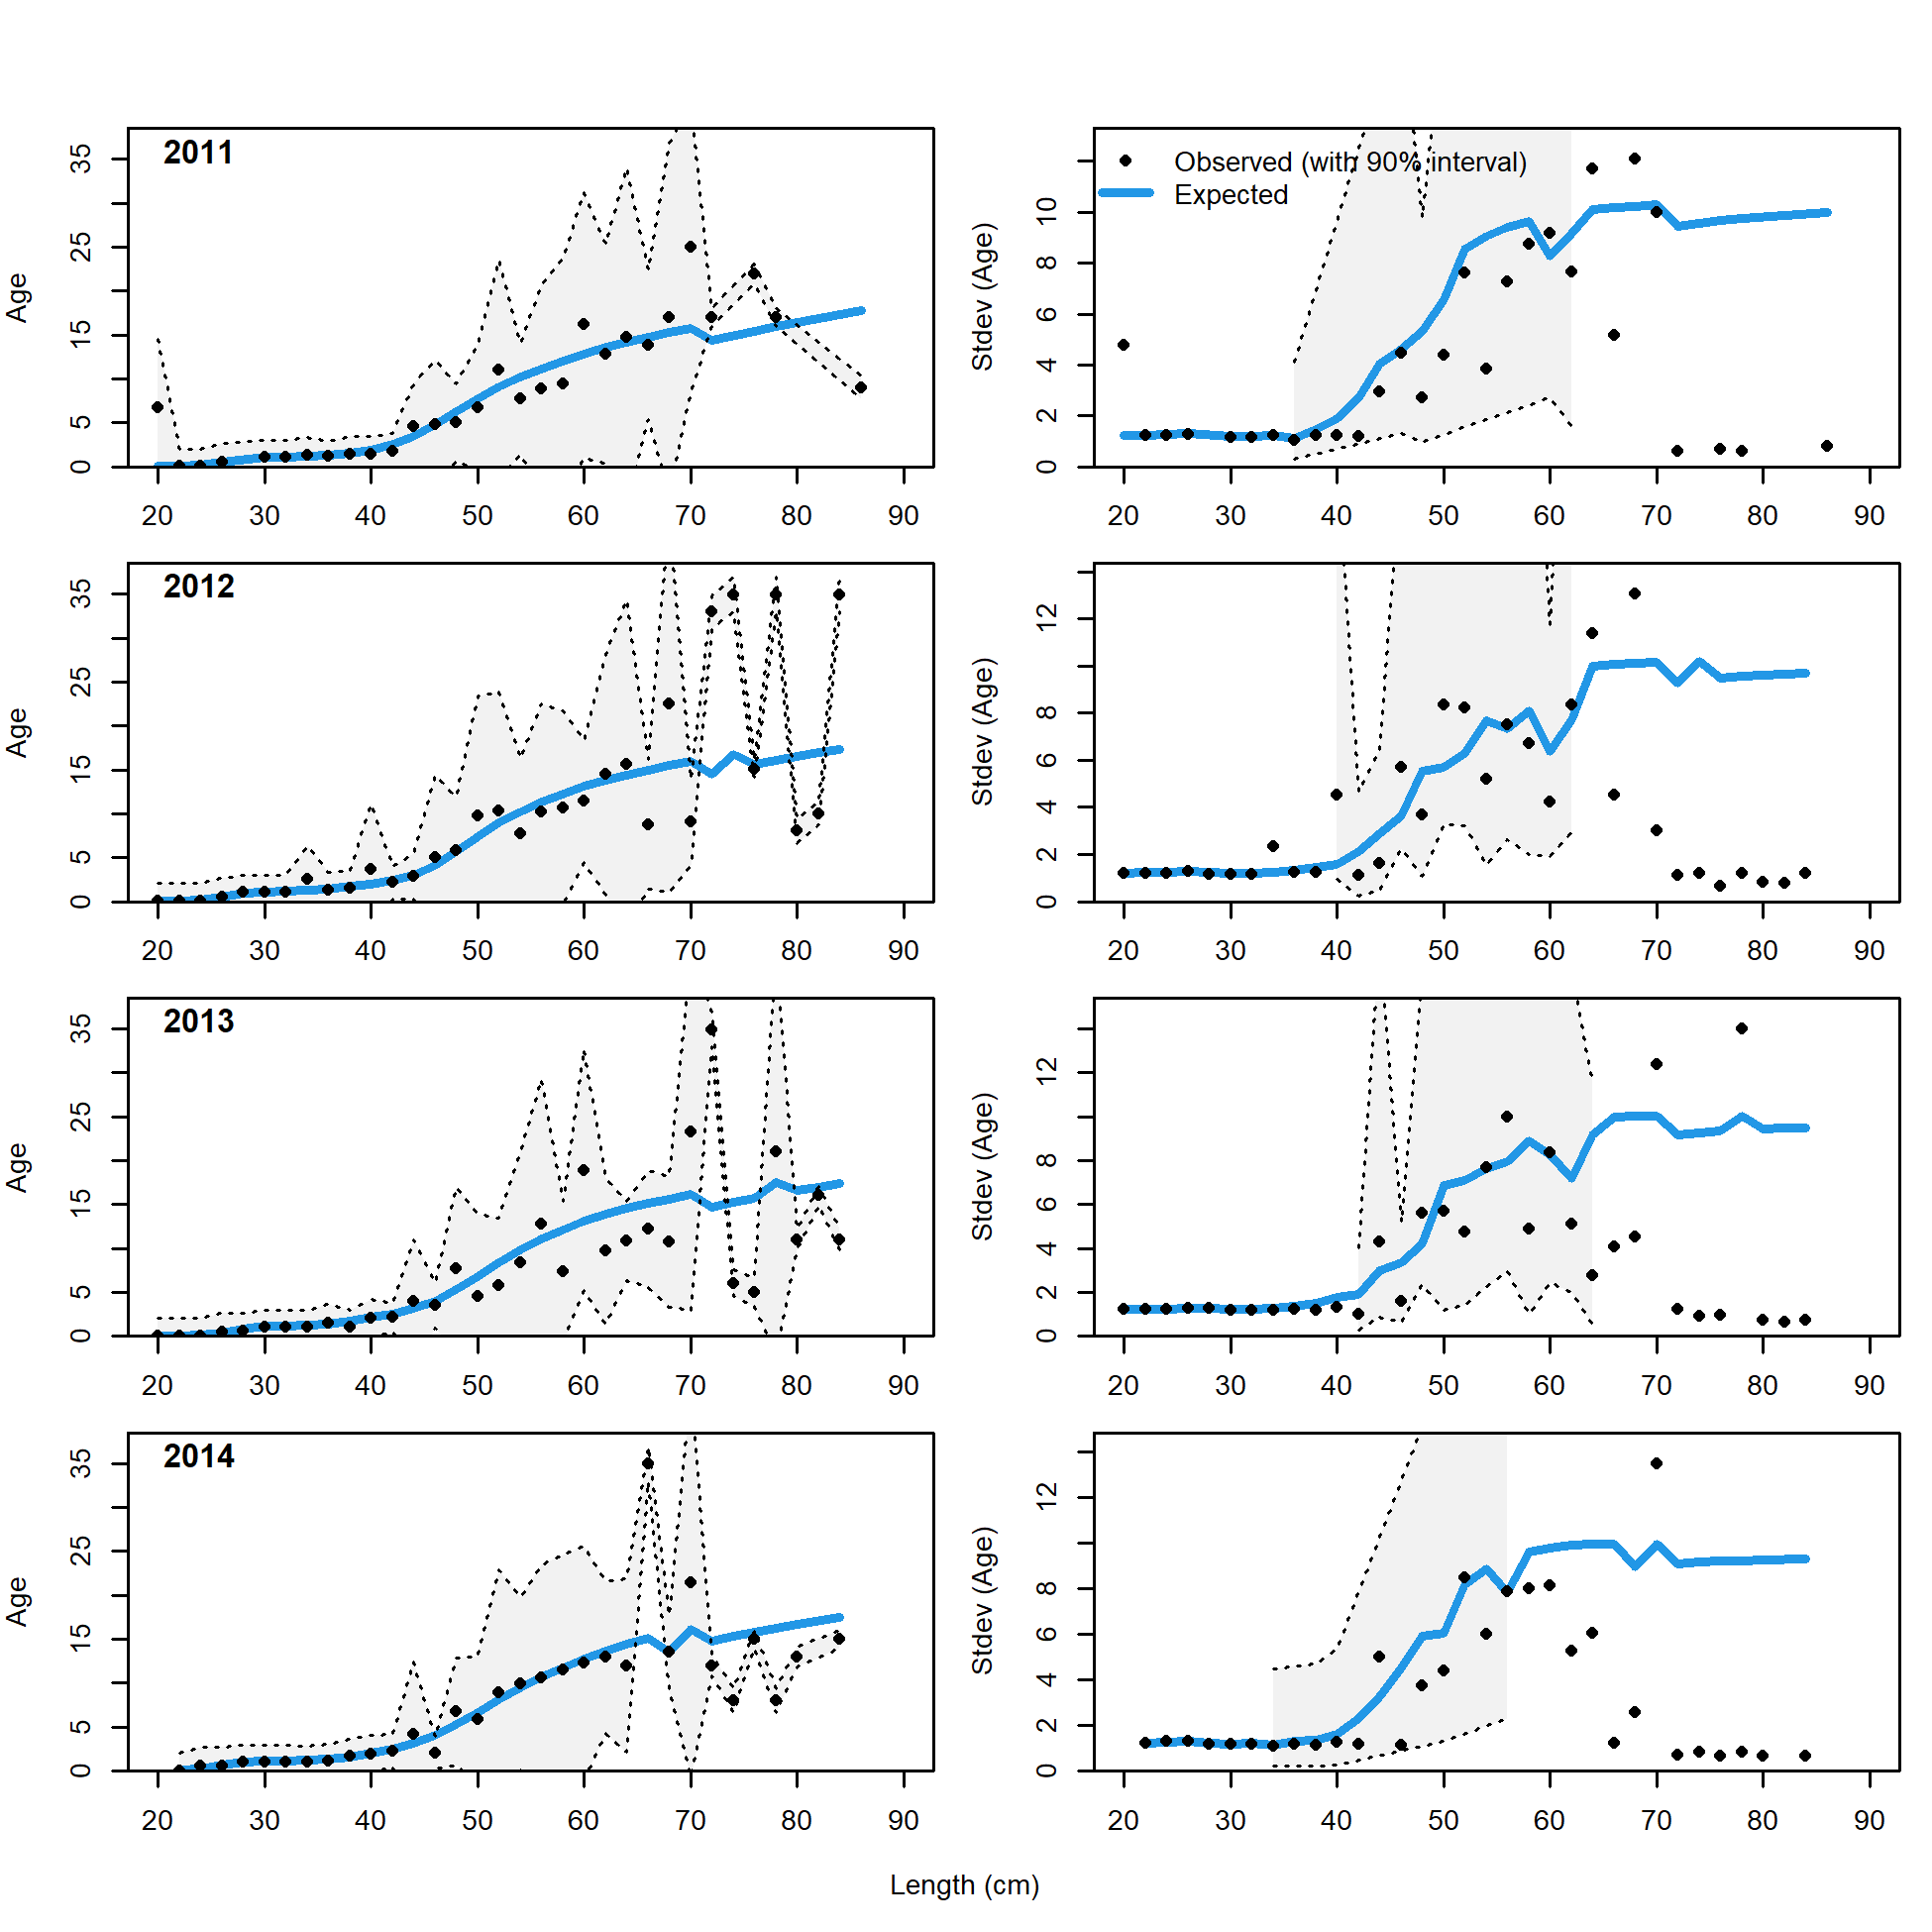 2011
Age
0 5 15 25 35
20 30 40 50 60 70 80 90
Observed (with 90% interval)
Expected
Stdev (Age)
0 2 4 6 8 10
20 30 40 50 60 70 80 90
2012
Age
0 5 15 25 35
20 30 40 50 60 70 80 90
Stdev (Age)
0 2 4 6 8 12
20 30 40 50 60 70 80 90
2013
Age
0 5 15 25 35
20 30 40 50 60 70 80 90
Stdev (Age)
0 2 4 6 8 12
20 30 40 50 60 70 80 90
2014
Age
0 5 15 25 35
20 30 40 50 60 70 80 90
Stdev (Age)
0 2 4 6 8 12
20 30 40 50 60 70 80 90
Length (cm)